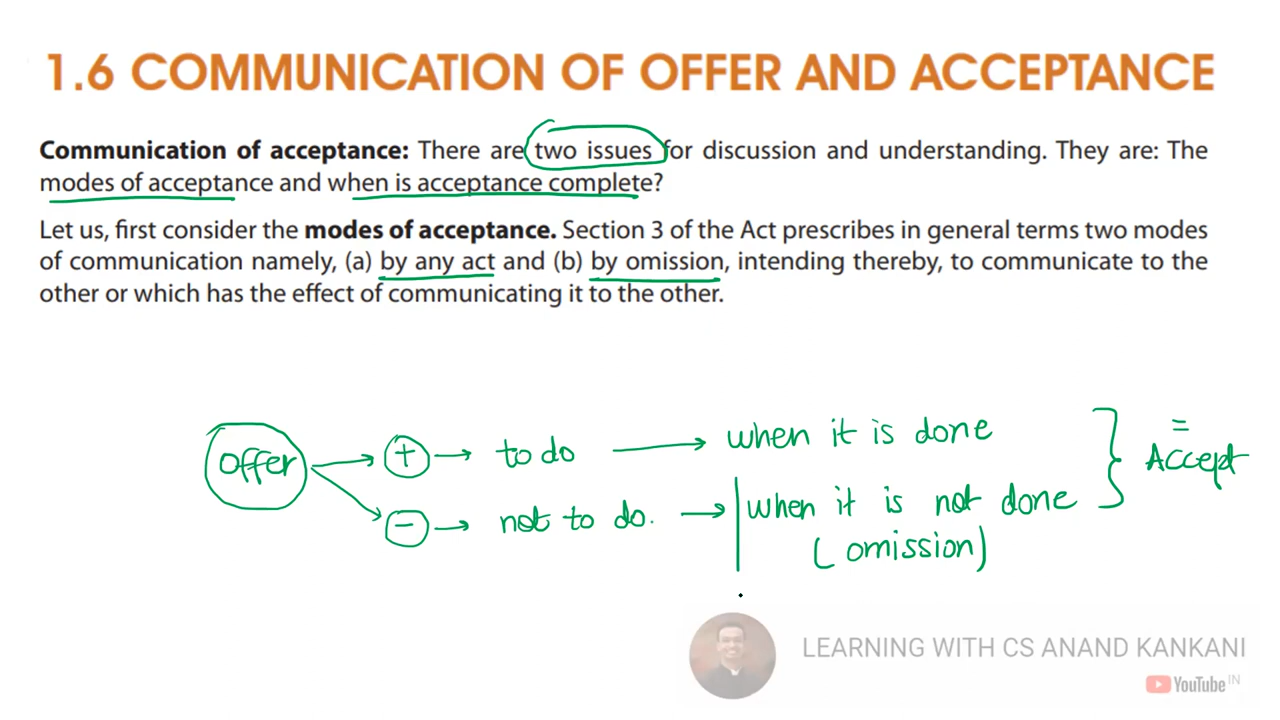 1.6 COMMUNICATION OF OFFER AND ACCEPTANCE
Communication of acceptance: There are two issues for discussion and understanding. They are: The
modes of acceptance and when is acceptance complete?
Let us, first consider the modes of acceptance. Section 3 of the Act prescribes in general terms two modes
of communication namely, (a) by any act and (b) by omission, intending thereby, to communicate to the
other or which has the effect of communicating it to the other.
offer + to do when it is done = Accept
- not to do. when it is not done
(omission)
LEARNING WITH CS ANAND KANKANI
YouTube IN